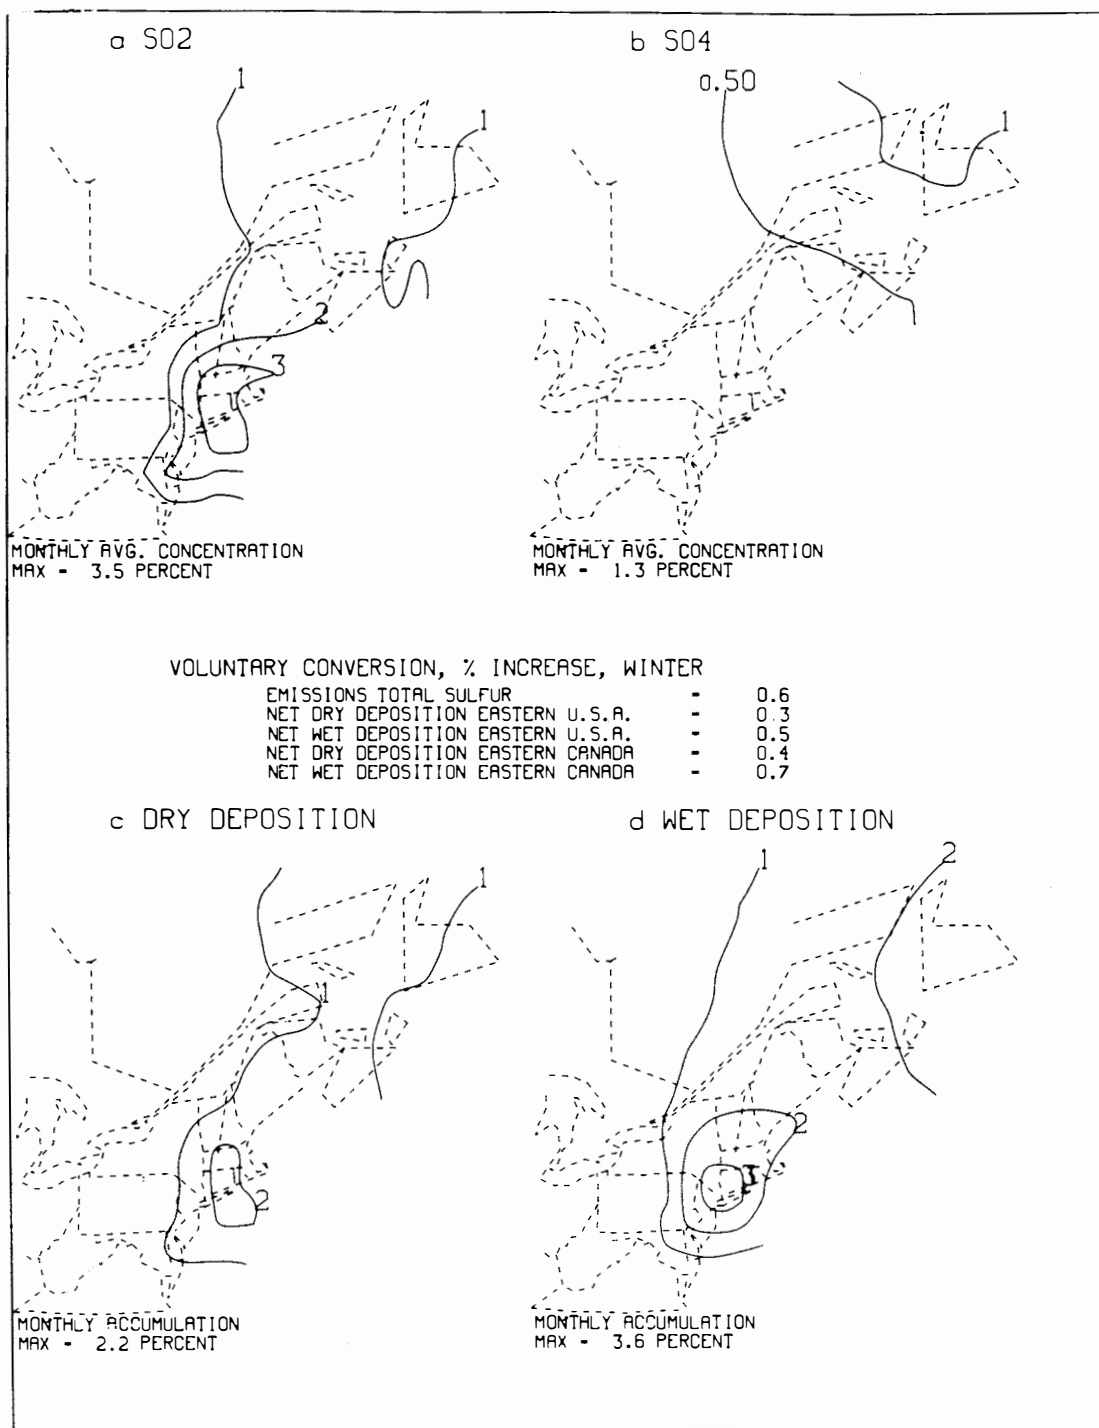 a SO2
b SO4
1
0.50
1
1
2
3
MONTHLY AVG. CONCENTRATION
MAX - 3.5 PERCENT
MONTHLY AVG. CONCENTRATION
MAX - 1.3 PERCENT
VOLUNTARY CONVERSION, % INCREASE, WINTER
EMISSIONS TOTAL SULFUR - 0.6
NET DRY DEPOSITION EASTERN U.S.A. - 0.3
NET WET DEPOSITION EASTERN U.S.A. - 0.5
NET DRY DEPOSITION EASTERN CANADA - 0.4
NET WET DEPOSITION EASTERN CANADA - 0.7
c DRY DEPOSITION
d WET DEPOSITION
1
1
2
1
2
2
MONTHLY ACCUMULATION
MAX - 2.2 PERCENT
MONTHLY ACCUMULATION
MAX - 3.6 PERCENT